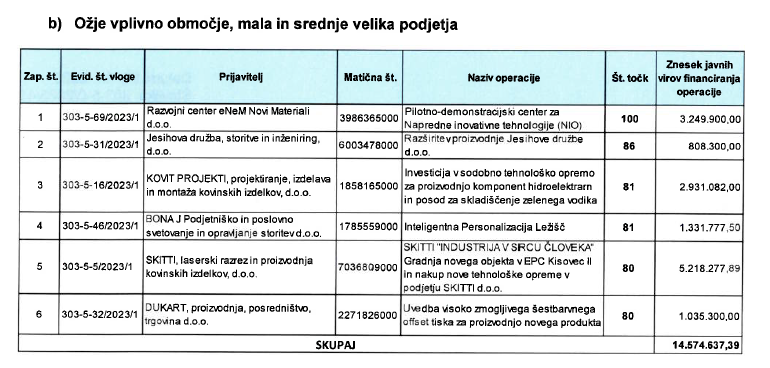 b) Ožje vplivno območje, mala in srednje velika podjetja
Zap. št. Evid. št. vloge Prijavitelj Matična št. Naziv operacije Št. točk Znesek javnih
virov financiranja
operacije
1 303-5-69/2023/1 Razvojni center eNeM Novi Materiali
d.o.o. 3986365000 Pilotno-demonstracijski center za
Napredne inovativne tehnologije (NIO) 100 3.249.900,00
2 303-5-31/2023/1 Jesihova družba, storitve in inženiring,
d.o.o. 6003478000 Razširitev proizvodnje Jesihove družbe
d.o.o. 86 808.300,00
3 303-5-16/2023/1 KOVIT PROJEKTI, projektiranje, izdelava
in montaža kovinskih izdelkov, d.o.o. 1858165000 Investicija v sodobno tehnološko opremo
za proizvodnjo komponent hidroelektrarn
in posod za skladiščenje zelenega vodika 81 2.931.082,00
4 303-5-46/2023/1 BONA J Podjetniško in poslovno
svetovanje in opravljanje storitev d.o.o. 1785559000 Inteligentna Personalizacija Ležišč 81 1.331.777,50
5 303-5-5/2023/1 SKITTI, laserski razrez in proizvodnja
kovinskih izdelkov, d.o.o. 7036809000 SKITTI "INDUSTRIJA V SRCU ČLOVEKA"
Gradnja novega objekta v EPC Kisovec II
in nakup nove tehnološke opreme v
podjetju SKITTI d.o.o. 80 5.218.277,89
6 303-5-32/2023/1 DUKART, proizvodnja, posredništvo,
trgovina d.o.o. 2271826000 Uvedba visoko zmogljivega šestbarvnega
offset tiska za proizvodnjo novega produkta 80 1.035.300,00
SKUPAJ 14.574.637,39